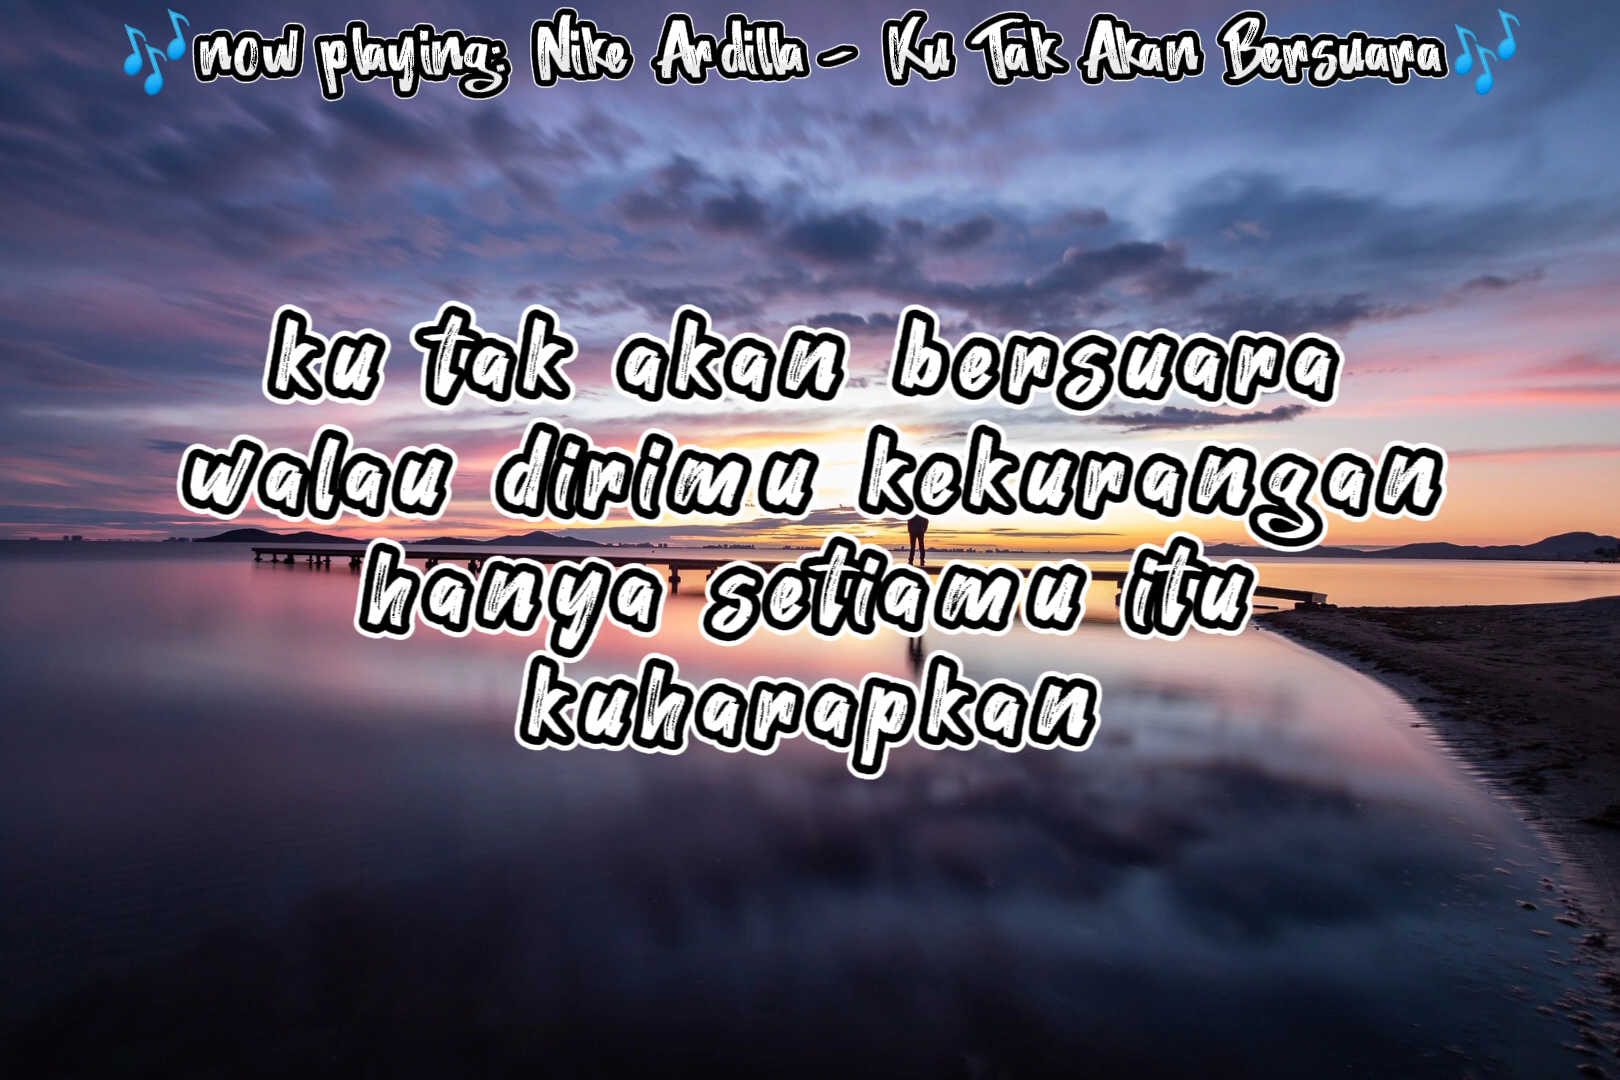 🎶now playing: Nike Ardilla - Ku Tak Akan Bersuara🎶
ku tak akan bersuara
walau dirimu kekurangan
hanya setiamu itu
kuharapkan